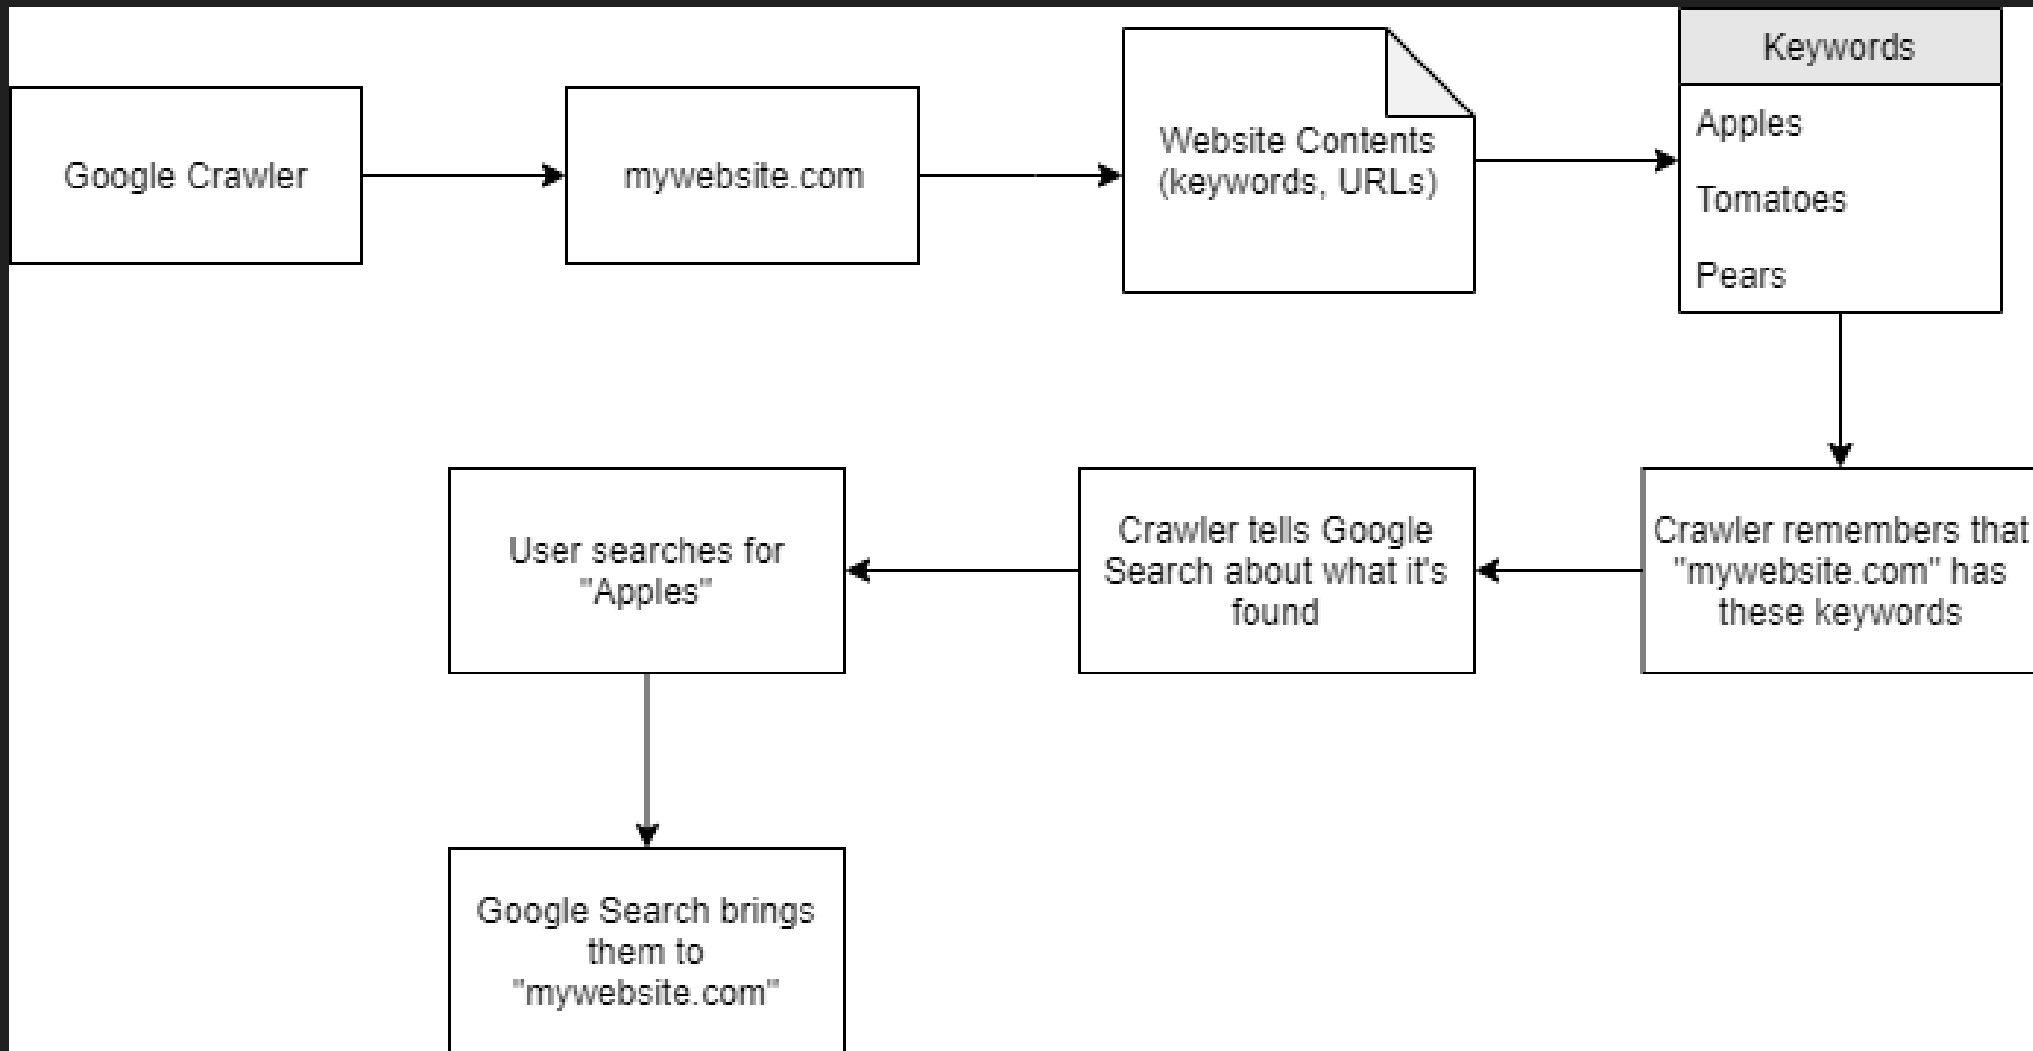 Google Crawler
mywebsite.com
Website Contents
(keywords, URLs)
Keywords
Apples
Tomatoes
Pears
Crawler remembers that
"mywebsite.com" has
these keywords
Crawler tells Google
Search about what it's
found
User searches for
"Apples"
Google Search brings
them to
"mywebsite.com"